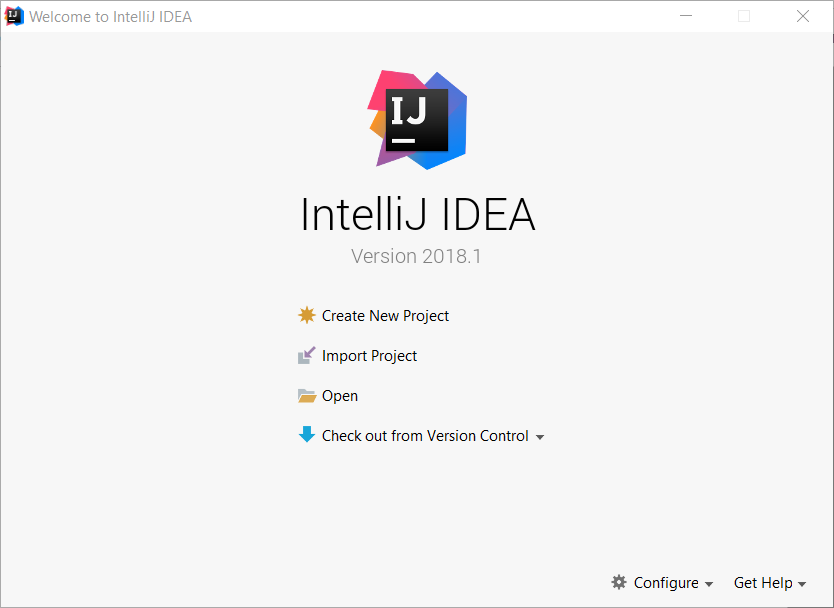 Welcome to IntelliJ IDEA
IJ
IntelliJ IDEA
Version 2018.1
Create New Project
Import Project
Open
Check out from Version Control
Configure
Get Help